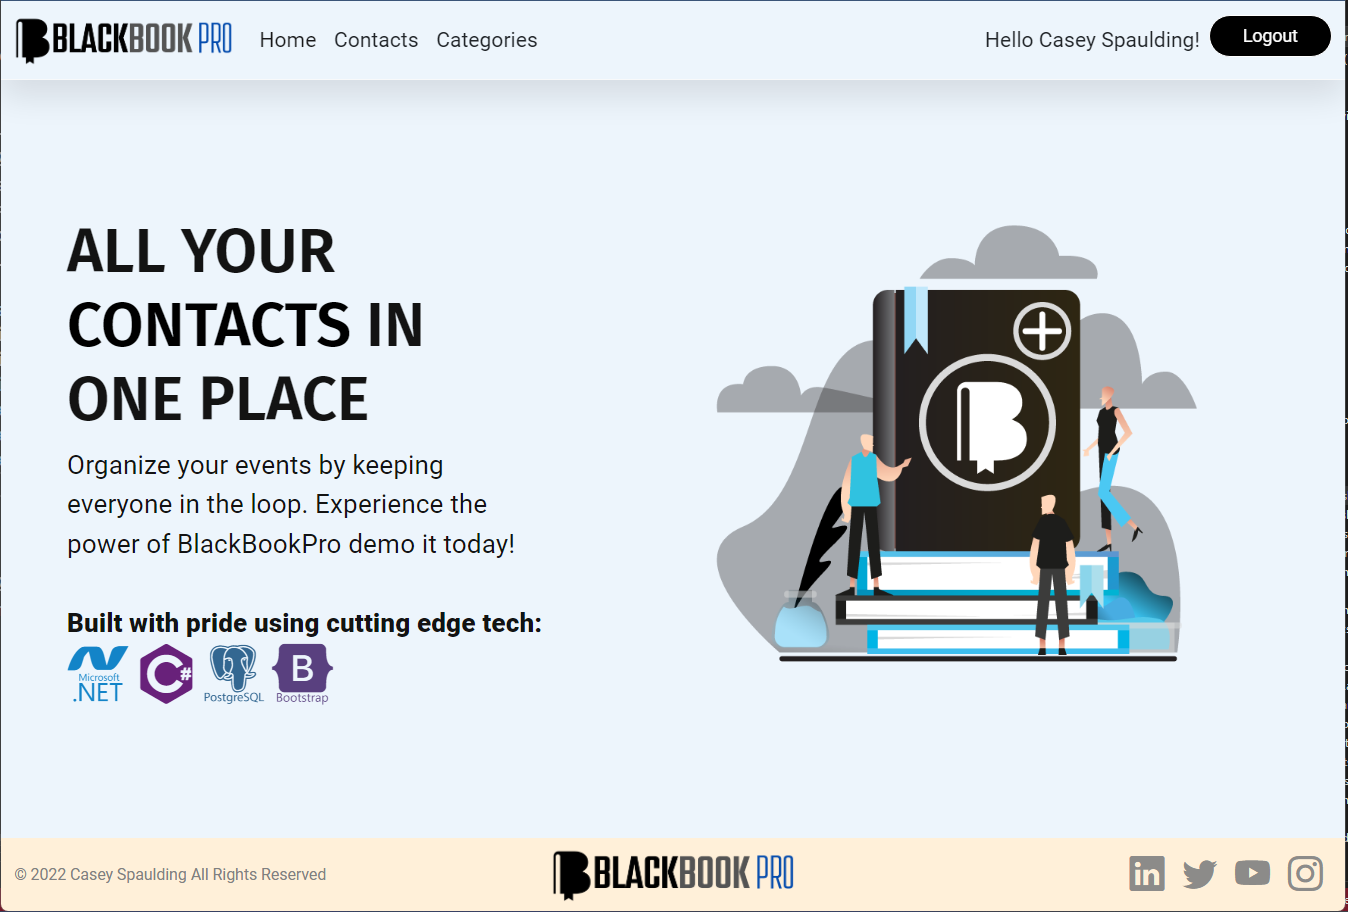 BLACKBOOK PRO
Home Contacts Categories
Hello Casey Spaulding! Logout
ALL YOUR
CONTACTS IN
ONE PLACE
Organize your events by keeping
everyone in the loop. Experience the
power of BlackBookPro demo it today!
Built with pride using cutting edge tech:
Microsoft
.NET
C#
PostgreSQL
B
Bootstrap
B
© 2022 Casey Spaulding All Rights Reserved
BLACKBOOK PRO
in